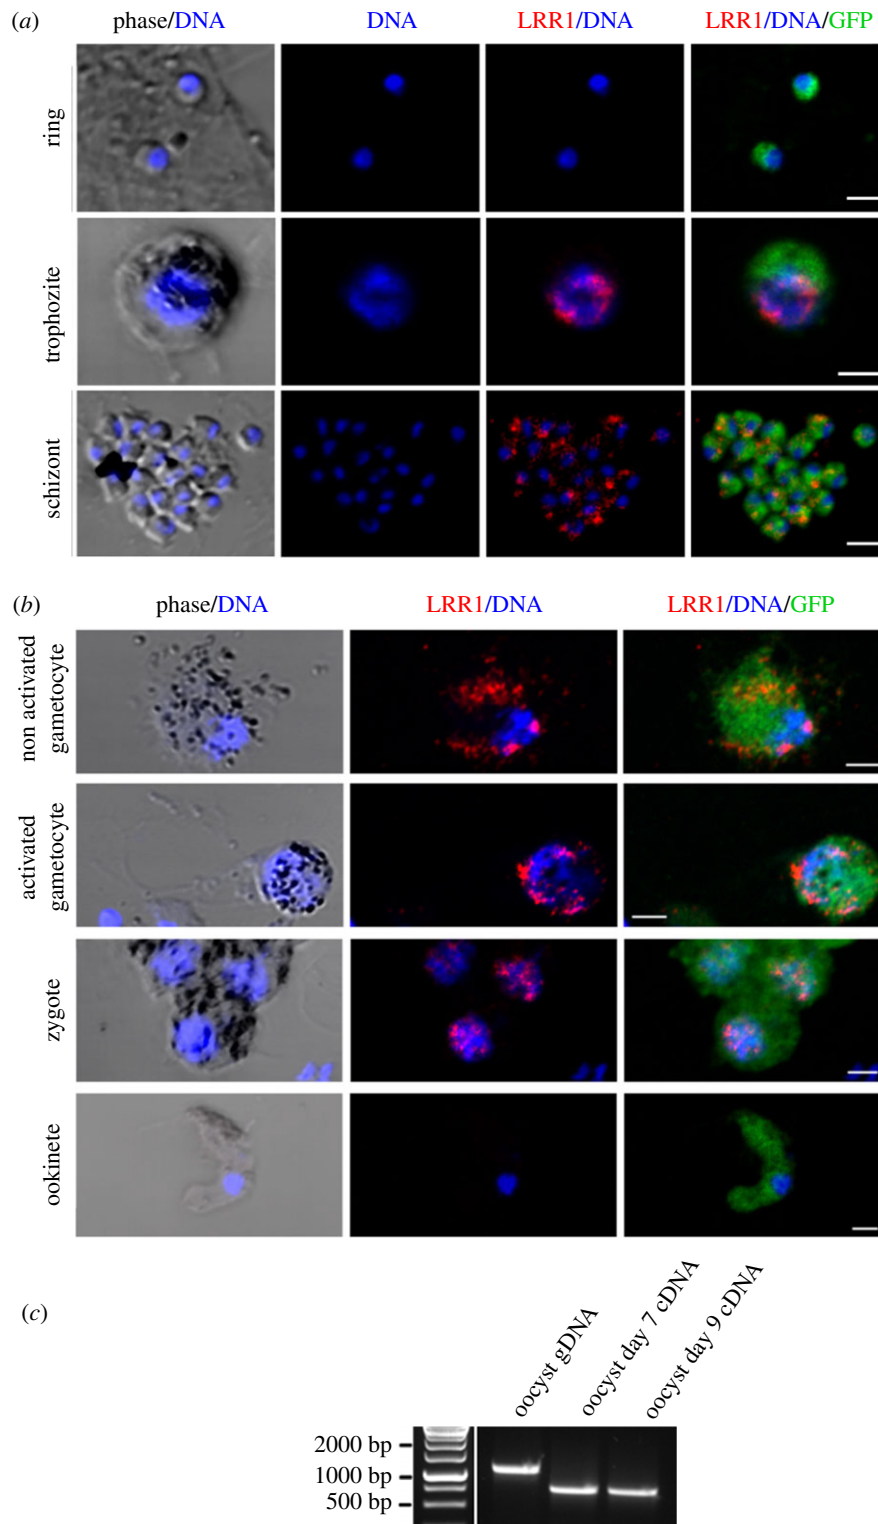 (a)
phase/DNA DNA LRR1/DNA LRR1/DNA/GFP
ring
trophozite
schizont
(b)
phase/DNA LRR1/DNA LRR1/DNA/GFP
non activated
gametocyte
activated
gametocyte
zygote
ookinete
(c)
oocyst gDNA
oocyst day 7 cDNA
oocyst day 9 cDNA
2000 bp
1000 bp
500 bp